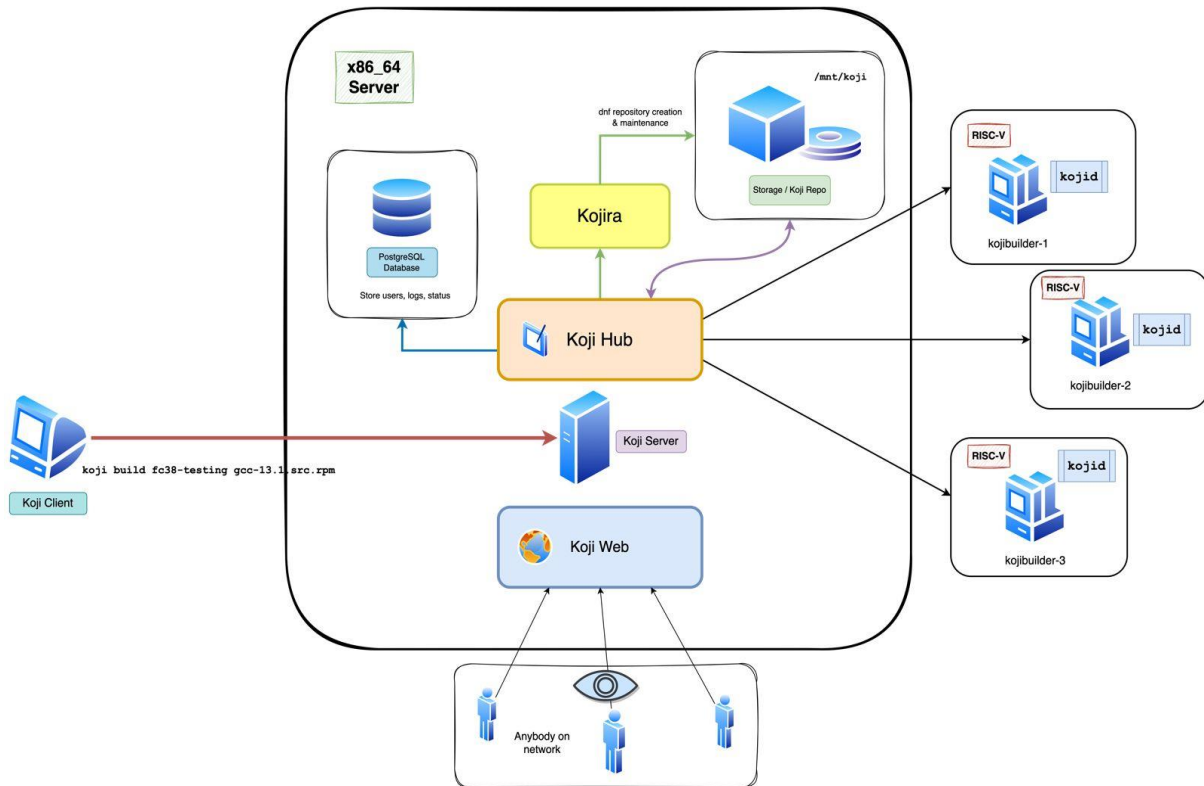 x86_64
Server
/mnt/koji
dnf repository creation
& maintenance
Storage / Koji Repo
Kojira
PostgreSQL
Database
Store users, logs, status
Koji Hub
RISC-V
kojid
kojibuilder-1
RISC-V
kojid
kojibuilder-2
RISC-V
kojid
kojibuilder-3
koji build fc38-testing gcc-13.1.src.rpm
Koji Client
Koji Server
Koji Web
Anybody on
network